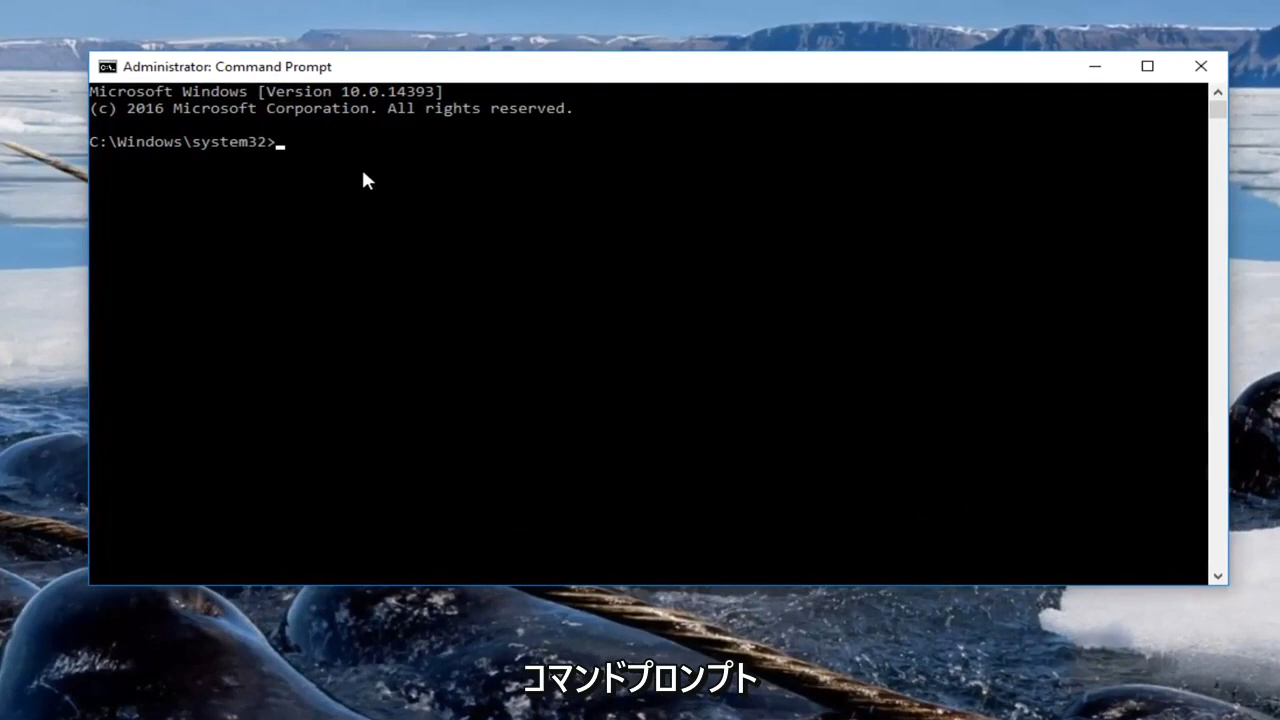 Administrator: Command Prompt
Microsoft Windows [Version 10.0.14393]
(c) 2016 Microsoft Corporation. All rights reserved.
C:\Windows\system32>
コマンドプロンプト